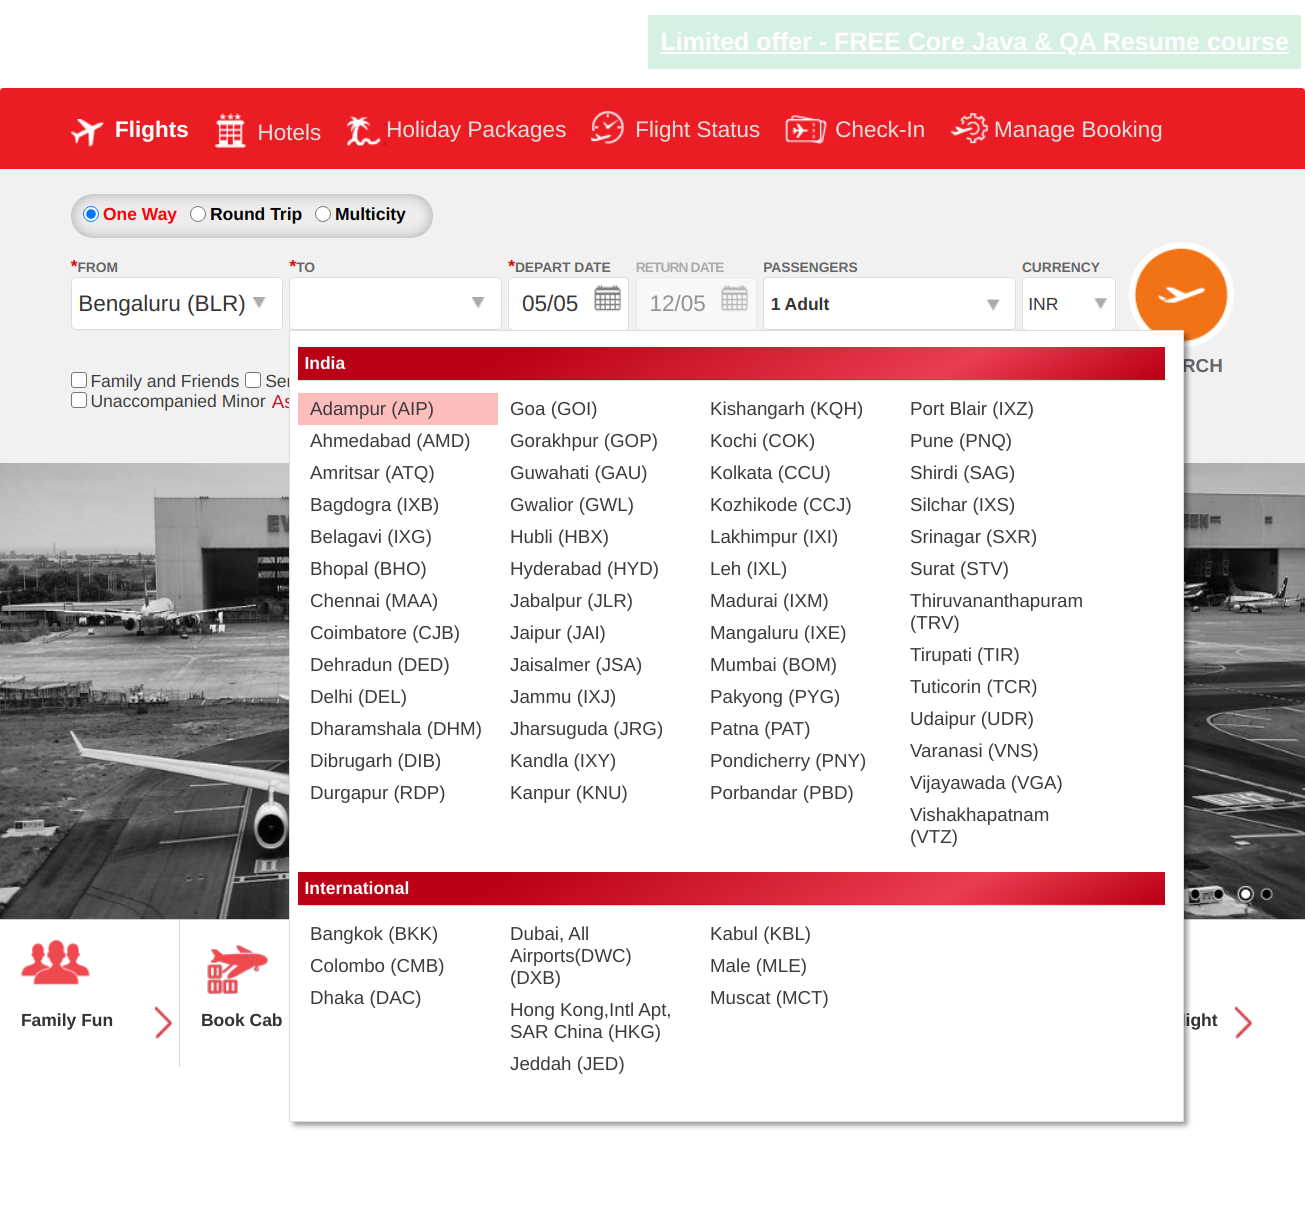 Limited offer - FREE Core Java & QA Resume course
Flights Hotels Holiday Packages Flight Status Check-In Manage Booking
One Way Round Trip Multicity
*FROM *TO *DEPART DATE RETURN DATE PASSENGERS CURRENCY
Bengaluru (BLR) 05/05 12/05 1 Adult INR
RCH
Family and Friends Ser
Unaccompanied Minor As
India
Adampur (AIP)
Ahmedabad (AMD)
Amritsar (ATQ)
Bagdogra (IXB)
Belagavi (IXG)
Bhopal (BHO)
Chennai (MAA)
Coimbatore (CJB)
Dehradun (DED)
Delhi (DEL)
Dharamshala (DHM)
Dibrugarh (DIB)
Durgapur (RDP)
Goa (GOI)
Gorakhpur (GOP)
Guwahati (GAU)
Gwalior (GWL)
Hubli (HBX)
Hyderabad (HYD)
Jabalpur (JLR)
Jaipur (JAI)
Jaisalmer (JSA)
Jammu (IXJ)
Jharsuguda (JRG)
Kandla (IXY)
Kanpur (KNU)
Kishangarh (KQH)
Kochi (COK)
Kolkata (CCU)
Kozhikode (CCJ)
Lakhimpur (IXI)
Leh (IXL)
Madurai (IXM)
Mangaluru (IXE)
Mumbai (BOM)
Pakyong (PYG)
Patna (PAT)
Pondicherry (PNY)
Porbandar (PBD)
Port Blair (IXZ)
Pune (PNQ)
Shirdi (SAG)
Silchar (IXS)
Srinagar (SXR)
Surat (STV)
Thiruvananthapuram
(TRV)
Tirupati (TIR)
Tuticorin (TCR)
Udaipur (UDR)
Varanasi (VNS)
Vijayawada (VGA)
Vishakhapatnam
(VTZ)
International
Bangkok (BKK)
Colombo (CMB)
Dhaka (DAC)
Dubai, All
Airports(DWC)
(DXB)
Hong Kong,Intl Apt,
SAR China (HKG)
Jeddah (JED)
Kabul (KBL)
Male (MLE)
Muscat (MCT)
Family Fun
Book Cab
ight